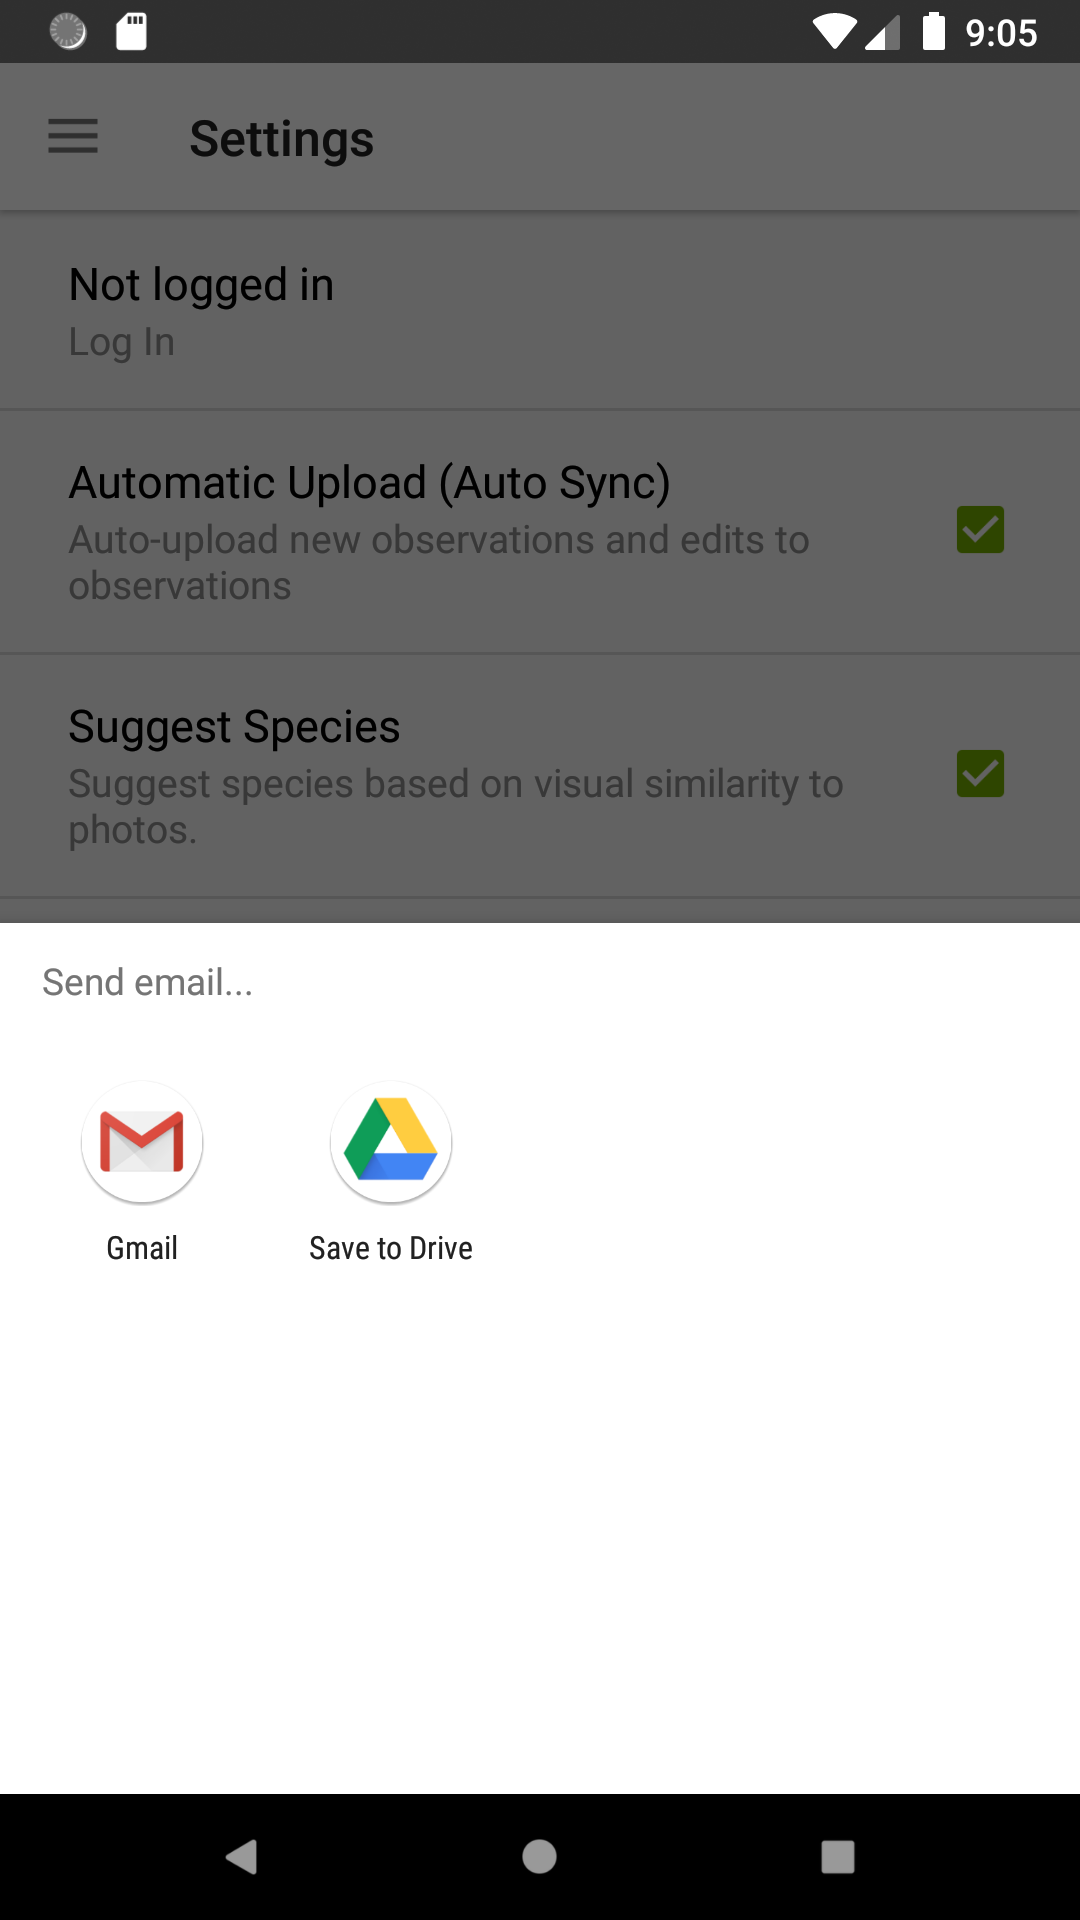 9:05
Settings
Not logged in
Log In
Automatic Upload (Auto Sync)
Auto-upload new observations and edits to
observations
Suggest Species
Suggest species based on visual similarity to
photos.
Send email...
Gmail
Save to Drive